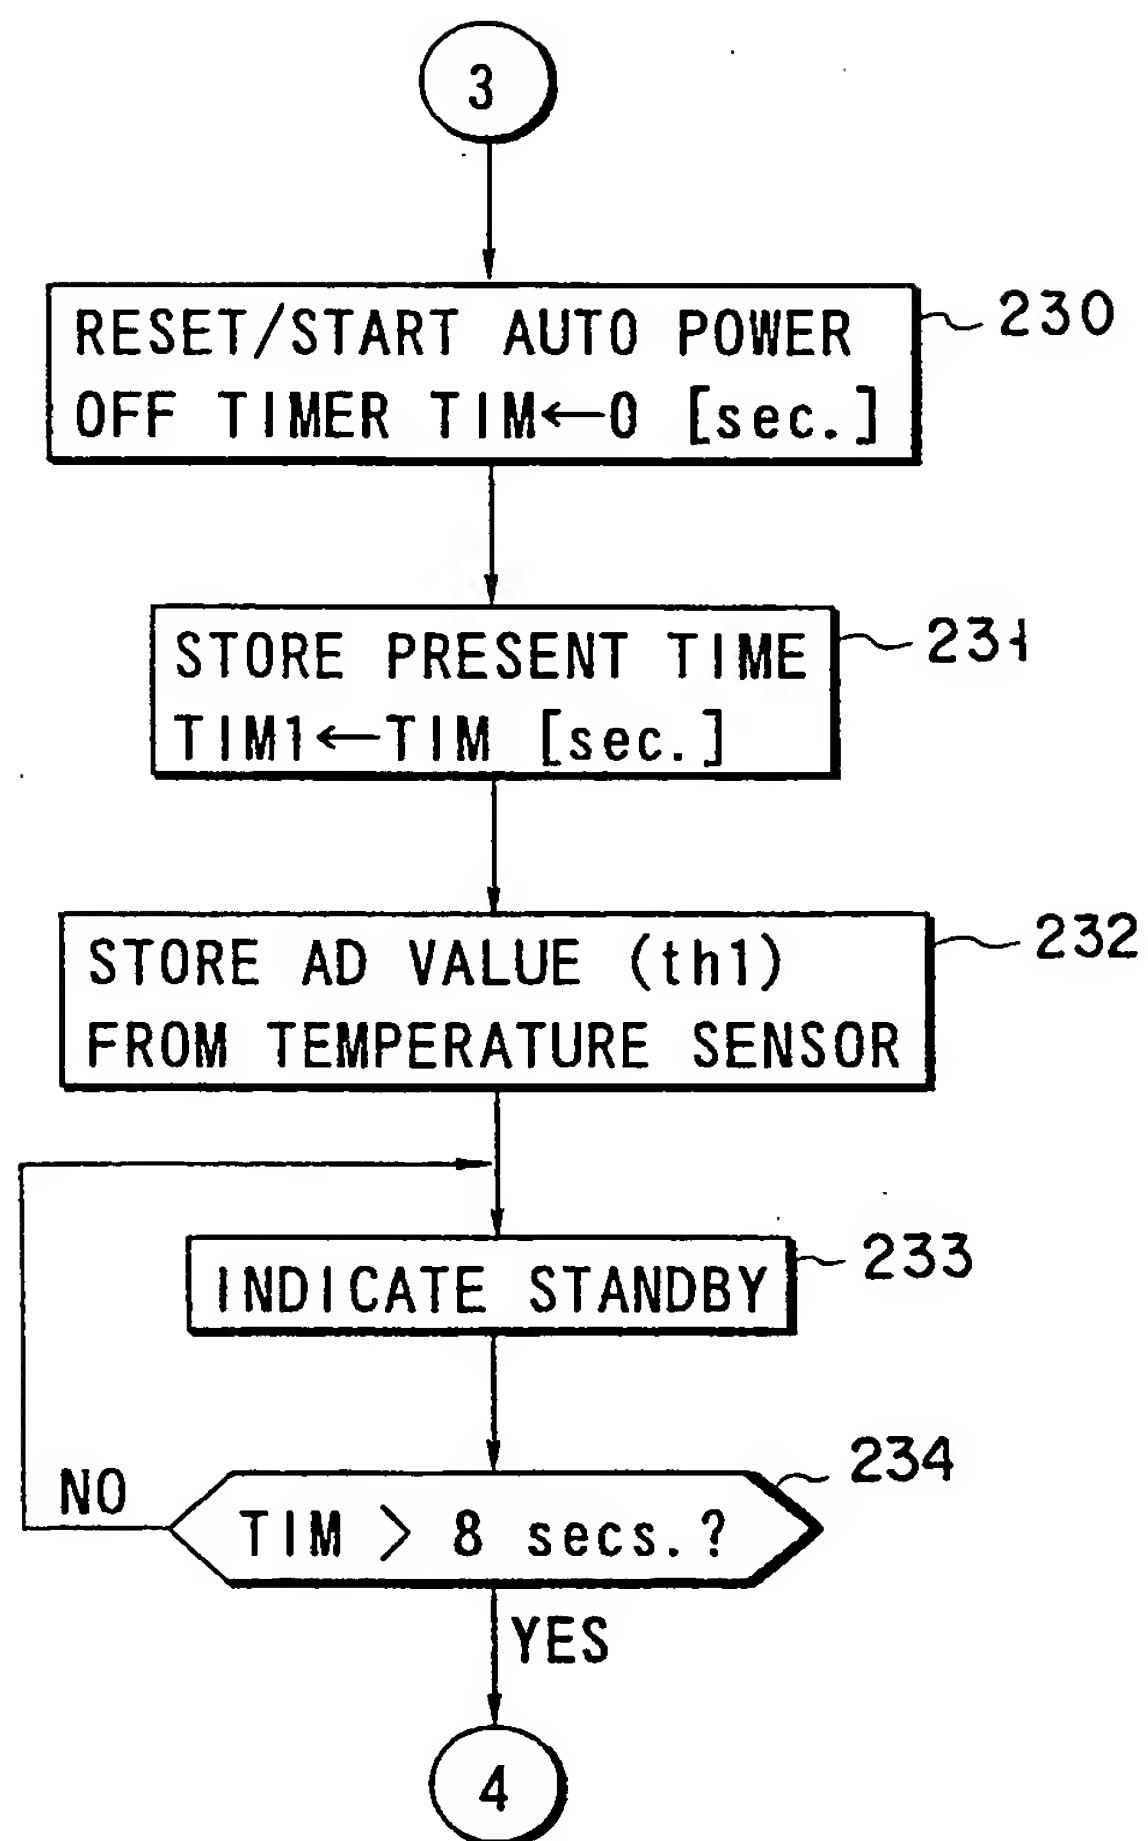 3
RESET/START AUTO POWER
OFF TIMER TIM←0 [sec.]
230
STORE PRESENT TIME
TIM1←TIM [sec.]
231
STORE AD VALUE (th1)
FROM TEMPERATURE SENSOR
232
INDICATE STANDBY
233
NO
TIM > 8 secs.?
234
YES
4